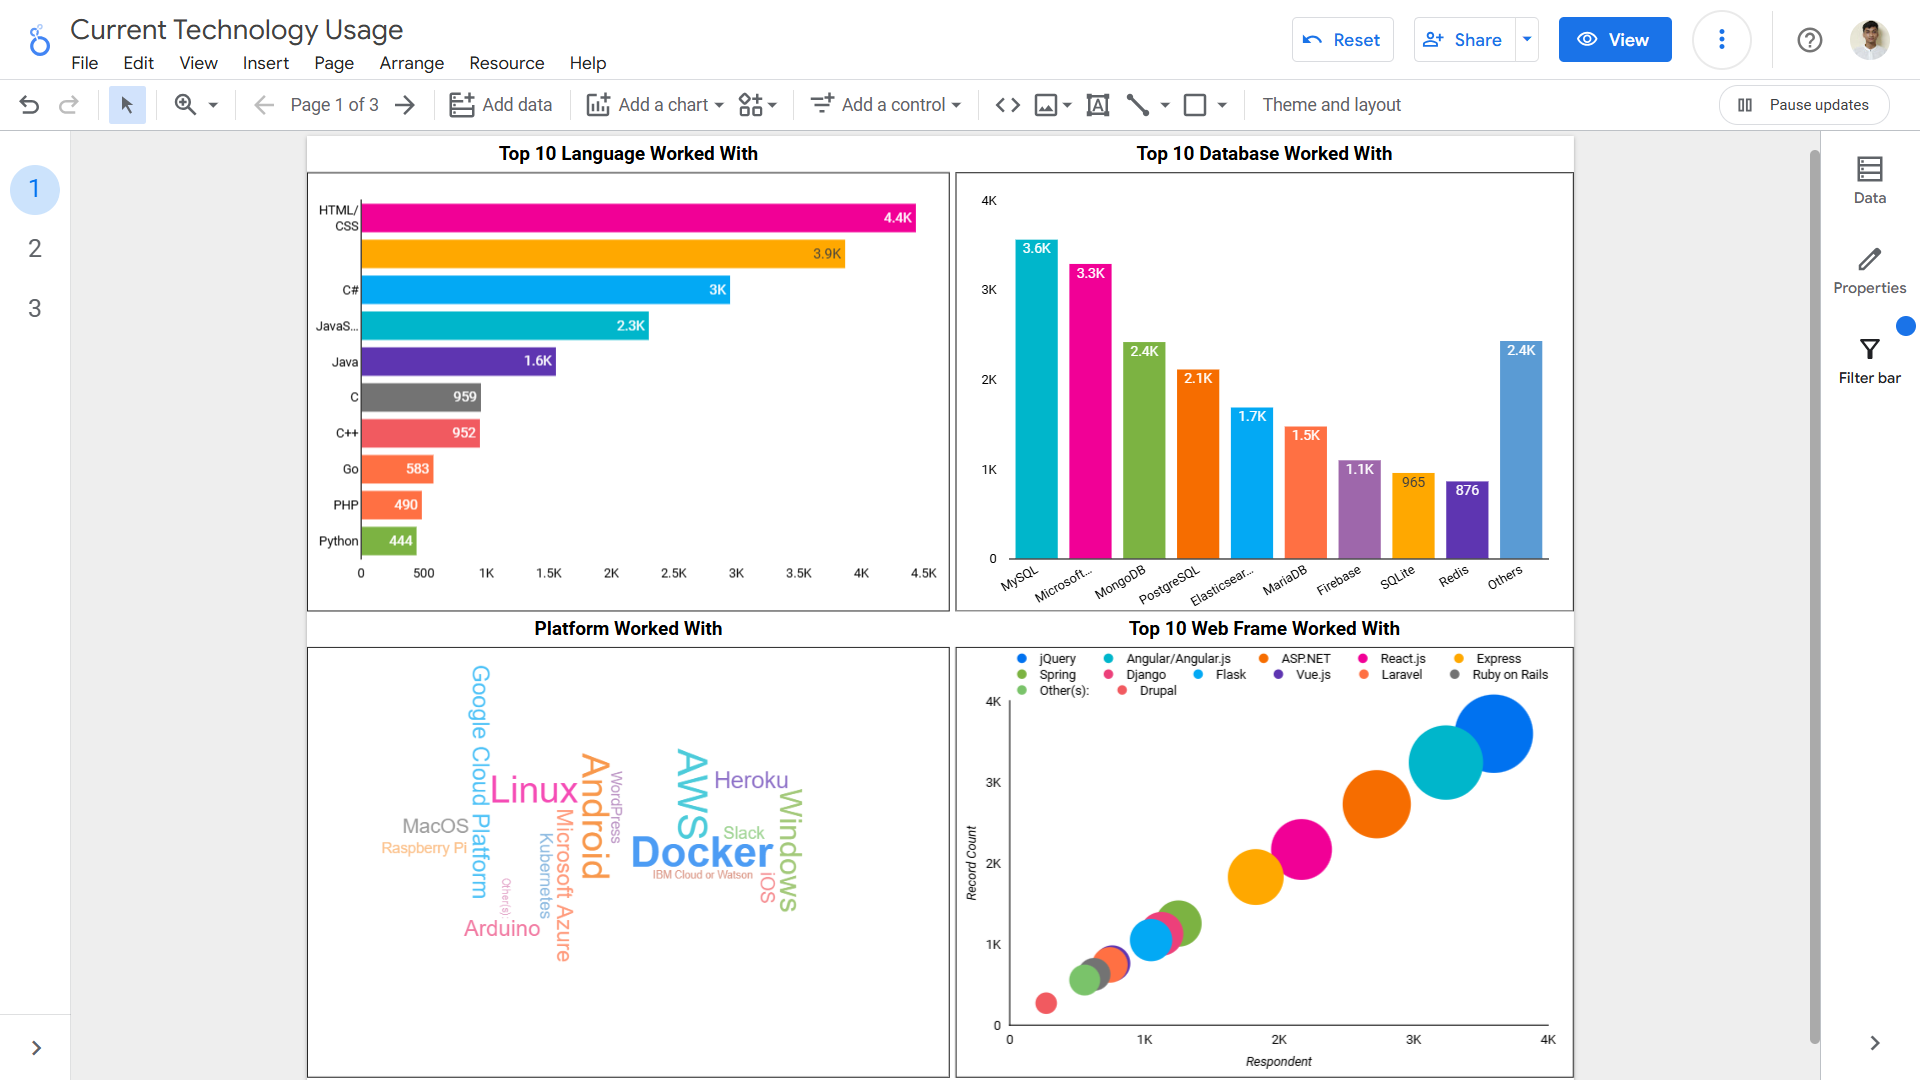 Current Technology Usage
File Edit View Insert Page Arrange Resource Help
Reset
Share
View
Page 1 of 3
Add data
Add a chart
Add a control
Theme and layout
Pause updates
1
2
3
Data
Properties
Filter bar
Top 10 Language Worked With
HTML/
CSS
4.4K
3.9K
C# 3K
JavaS... 2.3K
Java 1.6K
C 959
C++ 952
Go 583
PHP 490
Python 444
0 500 1K 1.5K 2K 2.5K 3K 3.5K 4K 4.5K
Top 10 Database Worked With
4K
3K
2K
1K
0
3.6K 3.3K 2.4K 2.1K 1.7K 1.5K 1.1K 965 876 2.4K
MySQL Microsoft... MongoDB PostgreSQL Elasticsear... MariaDB Firebase SQLite Redis Others
Platform Worked With
Google Cloud Platform
Linux
Android
WordPress
AWS
Heroku
Windows
MacOS
Raspberry Pi
Microsoft Azure
Kubernetes
Slack
Docker
IBM Cloud or Watson
iOS
Other(s):
Arduino
Top 10 Web Frame Worked With
jQuery Angular/Angular.js ASP.NET React.js Express
Spring Django Flask Vue.js Laravel Ruby on Rails
Other(s): Drupal
4K
3K
2K
1K
0
Record Count
0 1K 2K 3K 4K
Respondent